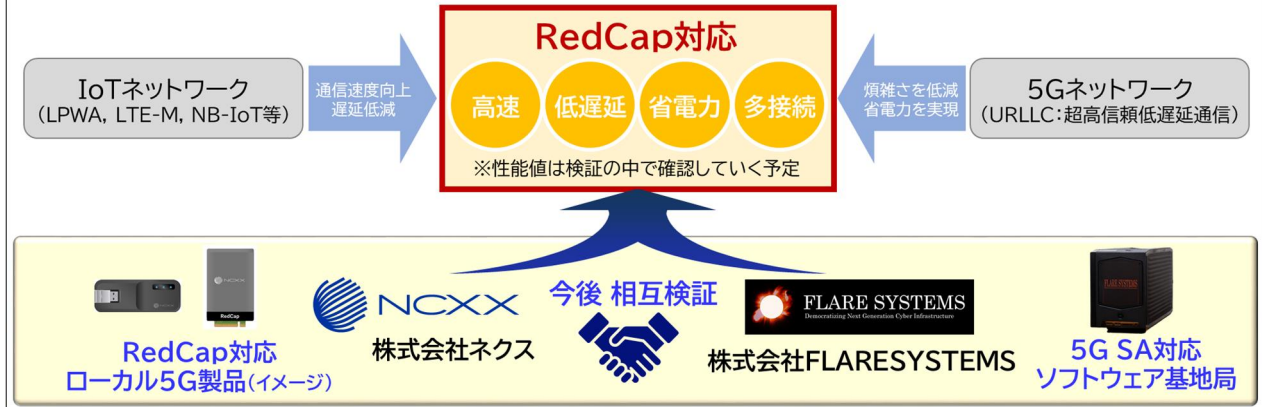 RedCap対応
高速
低遅延
省電力
多接続
※性能値は検証の中で確認していく予定
IoTネットワーク
(LPWA, LTE-M, NB-IoT等)
通信速度向上
遅延低減
煩雑さを低減
省電力を実現
5Gネットワーク
(URLLC:超高信頼低遅延通信)
NCXX
RedCap
RedCap対応
ローカル5G製品(イメージ)
NCXX
株式会社ネクス
今後 相互検証
FLARE SYSTEMS
Democratizing Next Generation Cyber Infrastructure
株式会社FLARESYSTEMS
FLARE SYSTEMS
5G SA対応
ソフトウェア基地局